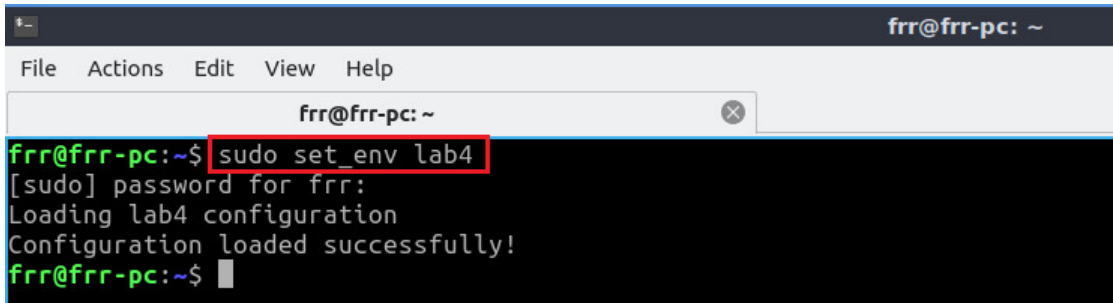 frr@frr-pc: ~
File Actions Edit View Help
frr@frr-pc: ~
frr@frr-pc:~$ sudo set_env lab4
[sudo] password for frr:
Loading lab4 configuration
Configuration loaded successfully!
frr@frr-pc:~$